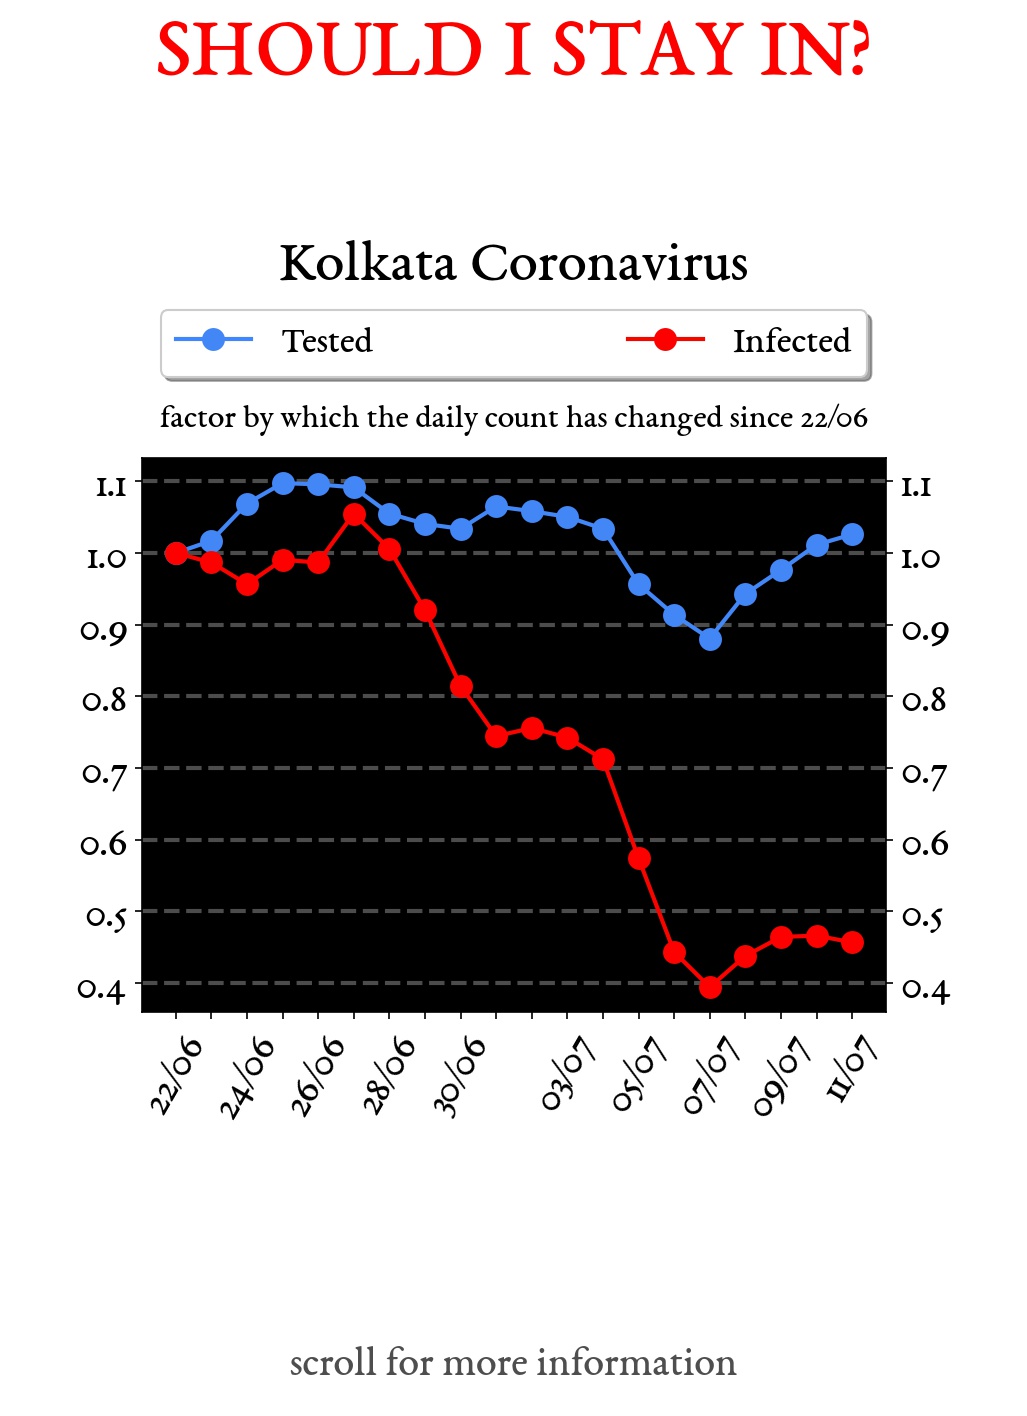 SHOULD I STAY IN?
Kolkata Coronavirus
Tested Infected
factor by which the daily count has changed since 22/06
1.1 1.1
1.0 1.0
0.9 0.9
0.8 0.8
0.7 0.7
0.6 0.6
0.5 0.5
0.4 0.4
22/06 24/06 26/06 28/06 30/06 03/07 05/07 07/07 09/07 11/07
scroll for more information